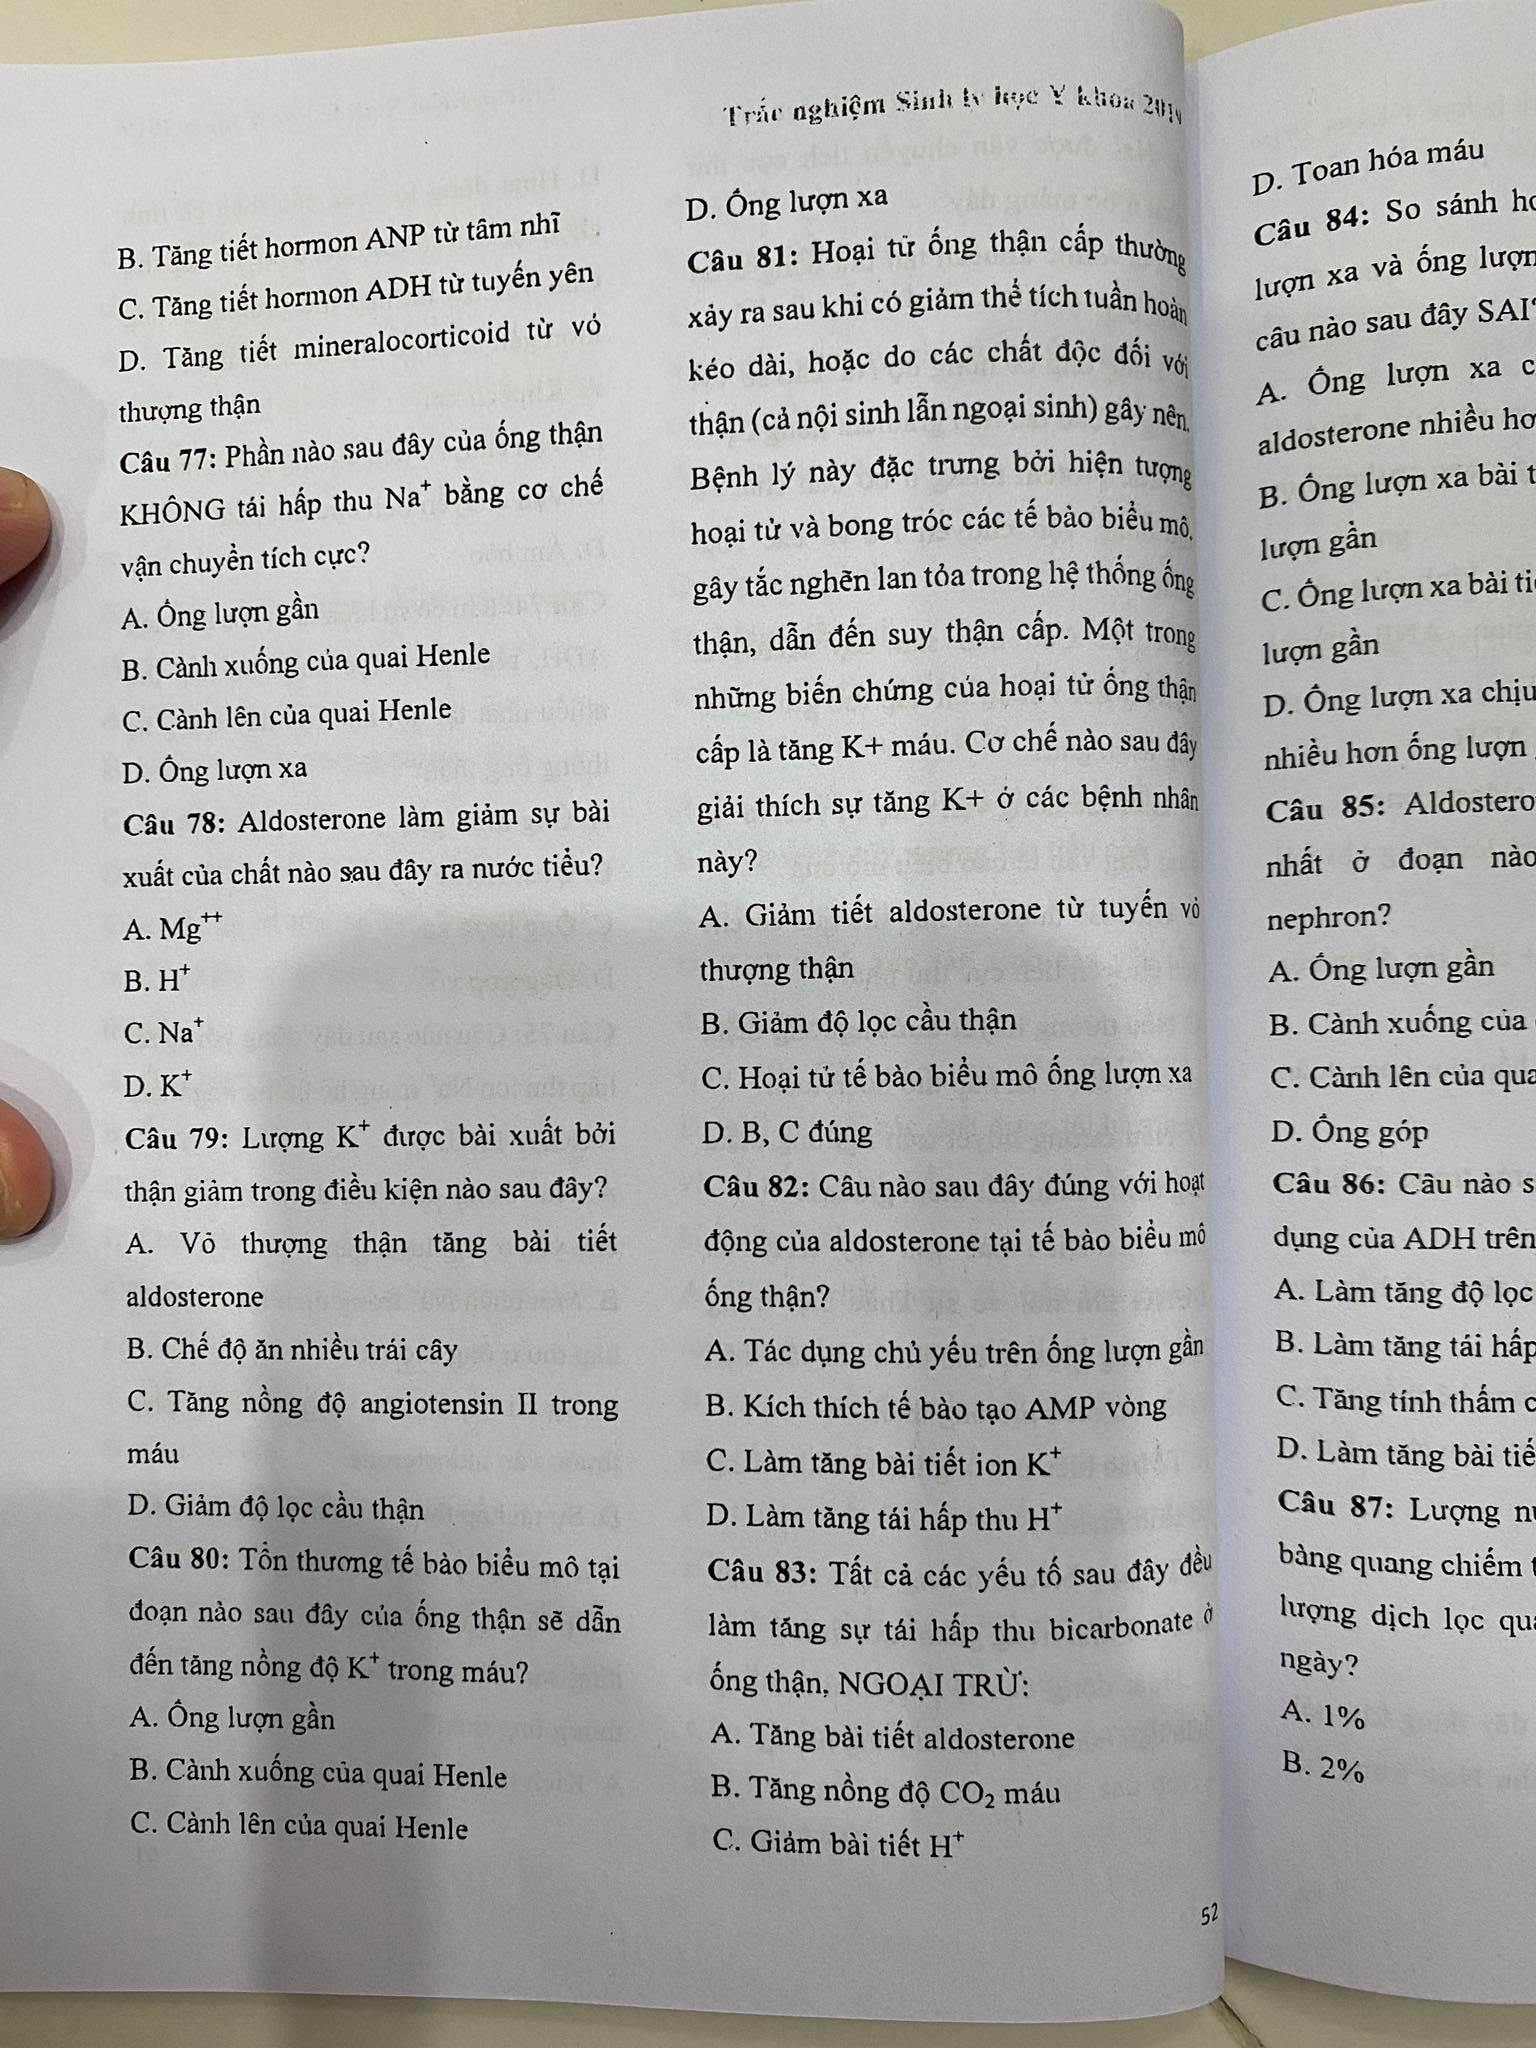 Trắc nghiệm Sinh lý học Y khoa
B. Tăng tiết hormon ANP từ tâm nhĩ
C. Tăng tiết hormon ADH từ tuyến yên
D. Tăng tiết mineralocorticoid từ vỏ
thượng thận
Câu 77: Phần nào sau đây của ống thận
KHÔNG tái hấp thu Na⁺ bằng cơ chế
vận chuyển tích cực?
A. Ống lượn gần
B. Cành xuống của quai Henle
C. Cành lên của quai Henle
D. Ống lượn xa
Câu 78: Aldosterone làm giảm sự bài
xuất của chất nào sau đây ra nước tiểu?
A. Mg⁺⁺
B. H⁺
C. Na⁺
D. K⁺
Câu 79: Lượng K⁺ được bài xuất bởi
thận giảm trong điều kiện nào sau đây?
A. Vỏ thượng thận tăng bài tiết
aldosterone
B. Chế độ ăn nhiều trái cây
C. Tăng nồng độ angiotensin II trong
máu
D. Giảm độ lọc cầu thận
Câu 80: Tổn thương tế bào biểu mô tại
đoạn nào sau đây của ống thận sẽ dẫn
đến tăng nồng độ K⁺ trong máu?
A. Ống lượn gần
B. Cành xuống của quai Henle
C. Cành lên của quai Henle
D. Ống lượn xa
Câu 81: Hoại tử ống thận cấp thường
xảy ra sau khi có giảm thể tích tuần hoàn
kéo dài, hoặc do các chất độc đối với
thận (cả nội sinh lẫn ngoại sinh) gây nên.
Bệnh lý này đặc trưng bởi hiện tượng
hoại tử và bong tróc các tế bào biểu mô,
gây tắc nghẽn lan tỏa trong hệ thống ống
thận, dẫn đến suy thận cấp. Một trong
những biến chứng của hoại tử ống thận
cấp là tăng K+ máu. Cơ chế nào sau đây
giải thích sự tăng K+ ở các bệnh nhân
này?
A. Giảm tiết aldosterone từ tuyến vỏ
thượng thận
B. Giảm độ lọc cầu thận
C. Hoại tử tế bào biểu mô ống lượn xa
D. B, C đúng
Câu 82: Câu nào sau đây đúng với hoạt
động của aldosterone tại tế bào biểu mô
ống thận?
A. Tác dụng chủ yếu trên ống lượn gần
B. Kích thích tế bào tạo AMP vòng
C. Làm tăng bài tiết ion K⁺
D. Làm tăng tái hấp thu H⁺
Câu 83: Tất cả các yếu tố sau đây đều
làm tăng sự tái hấp thu bicarbonate ở
ống thận, NGOẠI TRỪ:
A. Tăng bài tiết aldosterone
B. Tăng nồng độ CO₂ máu
C. Giảm bài tiết H⁺
52
D. Toan hóa máu
Câu 84: So sánh
lượn xa và ống lượn
câu nào sau đây SAI
A. Ống lượn xa
aldosterone nhiều
B. Ống lượn xa bài
lượn gần
C. Ống lượn xa bài
lượn gần
D. Ống lượn xa chịu
nhiều hơn ống lượn
Câu 85:
nhất ở đoạn nào
nephron?
A. Ống lượn gần
B. Cành xuống của
C. Cành lên của
D. Ống góp
Câu 86: Câu nào
dụng của ADH trên
A. Làm tăng độ lọc
B. Làm tăng tái
C. Tăng tính thấm
D. Làm tăng bài
Câu 87: Lượng
bàng quang chiếm
lượng dịch lọc
ngày?
A. 1%
B. 2%